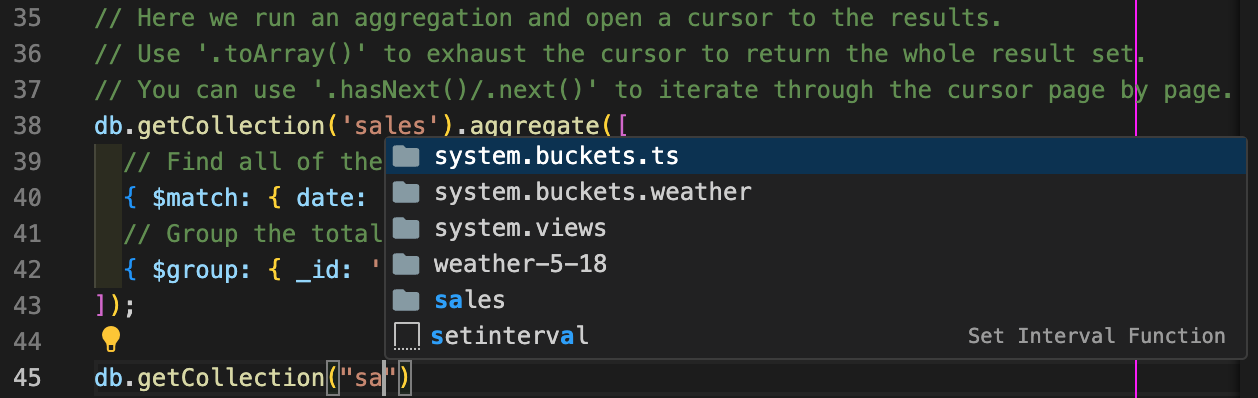 35 // Here we run an aggregation and open a cursor to the results.
36 // Use '.toArray()' to exhaust the cursor to return the whole result set.
37 // You can use '.hasNext()/.next()' to iterate through the cursor page by page.
38 db.getCollection('sales').aggregate([
39 // Find all of the
system.buckets.ts
40 { $match: { date:
system.buckets.weather
41 // Group the total
system.views
42 { $group: { _id: '
weather-5-18
43 ]);
sales
44
setinterval Set Interval Function
45 db.getCollection("sa")